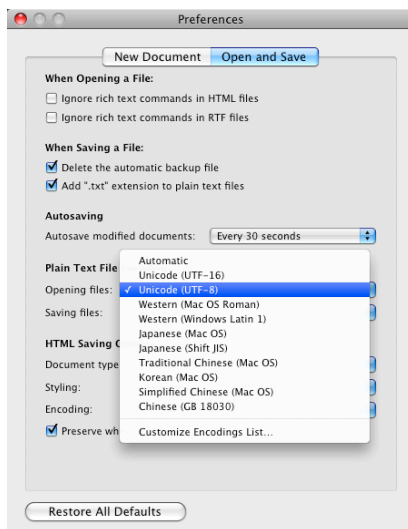 Preferences
New Document Open and Save
When Opening a File:
Ignore rich text commands in HTML files
Ignore rich text commands in RTF files
When Saving a File:
Delete the automatic backup file
Add ".txt" extension to plain text files
Autosaving
Autosave modified documents: Every 30 seconds
Plain Text File
Opening files:
Saving files:
HTML Saving
Document type
Styling:
Encoding:
Preserve
Automatic
Unicode (UTF-16)
✓ Unicode (UTF-8)
Western (Mac OS Roman)
Western (Windows Latin 1)
Japanese (Mac OS)
Japanese (Shift JIS)
Traditional Chinese (Mac OS)
Korean (Mac OS)
Simplified Chinese (Mac OS)
Chinese (GB 18030)
Customize Encodings List...
Restore All Defaults